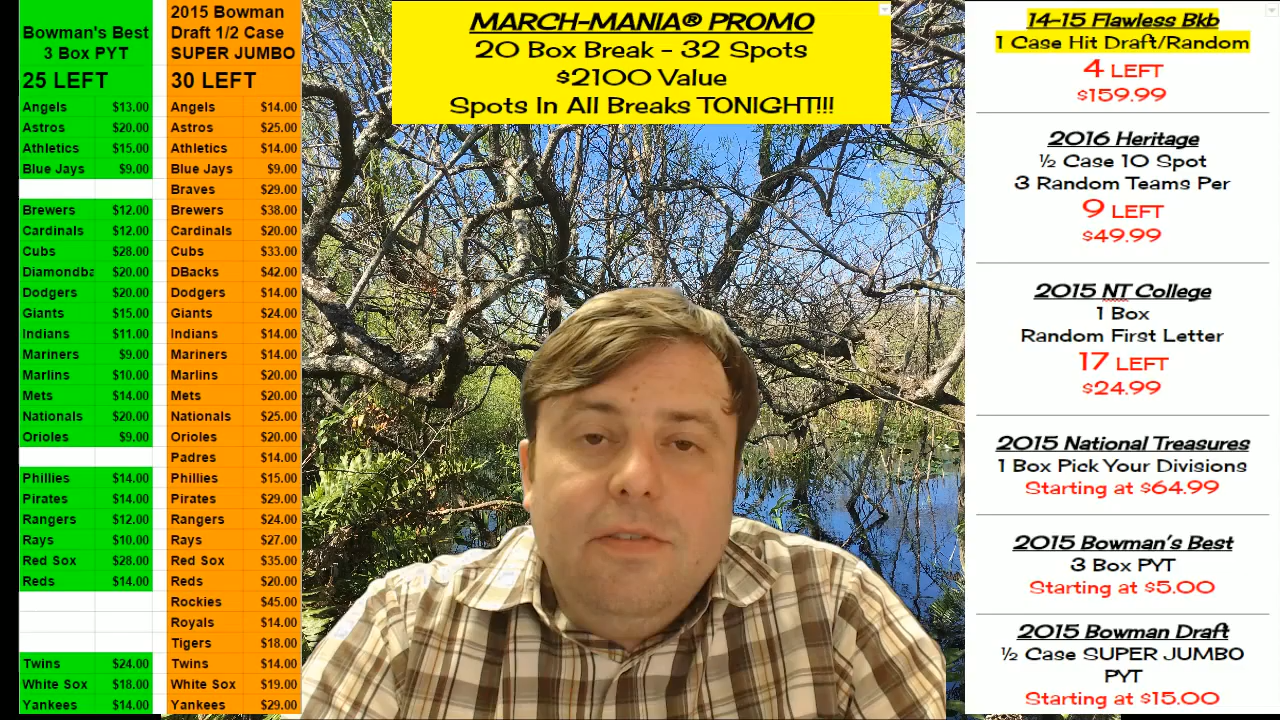 Bowman's Best
3 Box PYT
25 LEFT
Angels $13.00
Astros $20.00
Athletics $15.00
Blue Jays $9.00
Brewers $12.00
Cardinals $12.00
Cubs $28.00
Diamondba $20.00
Dodgers $20.00
Giants $15.00
Indians $11.00
Mariners $9.00
Marlins $10.00
Mets $14.00
Nationals $20.00
Orioles $9.00
Phillies $14.00
Pirates $14.00
Rangers $12.00
Rays $10.00
Red Sox $28.00
Reds $14.00
Twins $24.00
White Sox $18.00
Yankees $14.00
2015 Bowman
Draft 1/2 Case
SUPER JUMBO
30 LEFT
Angels $14.00
Astros $25.00
Athletics $14.00
Blue Jays $9.00
Braves $29.00
Brewers $38.00
Cardinals $20.00
Cubs $33.00
DBacks $42.00
Dodgers $14.00
Giants $24.00
Indians $14.00
Mariners $14.00
Marlins $20.00
Mets $20.00
Nationals $25.00
Orioles $20.00
Padres $14.00
Phillies $15.00
Pirates $29.00
Rangers $24.00
Rays $27.00
Red Sox $35.00
Reds $20.00
Rockies $45.00
Royals $14.00
Tigers $18.00
Twins $14.00
White Sox $19.00
Yankees $29.00
MARCH-MANIA® PROMO
20 Box Break - 32 Spots
$2100 Value
Spots In All Breaks TONIGHT!!!
14-15 Flawless Bkb
1 Case Hit Draft/Random
4 LEFT
$159.99
2016 Heritage
½ Case 10 Spot
3 Random Teams Per
9 LEFT
$49.99
2015 NT College
1 Box
Random First Letter
17 LEFT
$24.99
2015 National Treasures
1 Box Pick Your Divisions
Starting at $64.99
2015 Bowman's Best
3 Box PYT
Starting at $5.00
2015 Bowman Draft
½ Case SUPER JUMBO
PYT
Starting at $15.00